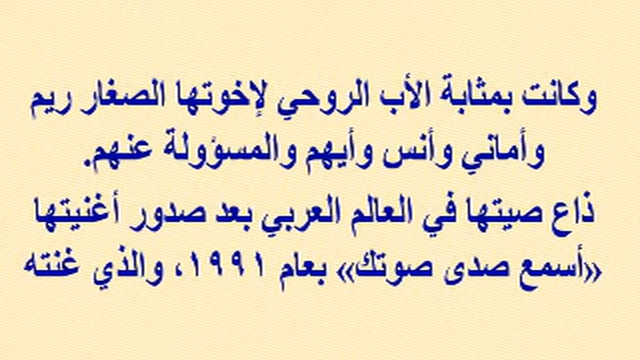 وكانت بمثابة الأب الروحي لإخوتها الصغار ريم
وأماني وأنس وأيهم والمسؤولة عنهم.
ذاع صيتها في العالم العربي بعد صدور أغنيتها
«أسمع صدى صوتك» بعام ١٩٩١، والذي غنته